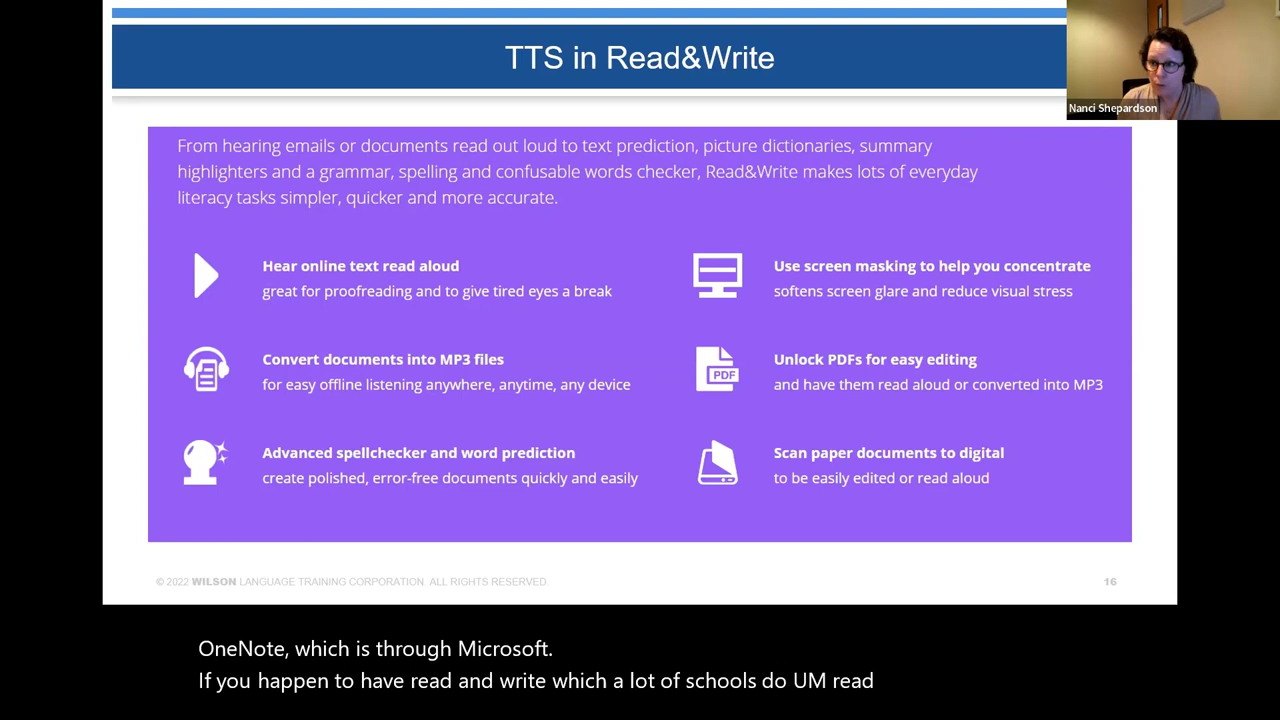 TTS in Read&Write
Nanci Shepardson
From hearing emails or documents read out loud to text prediction, picture dictionaries, summary
highlighters and a grammar, spelling and confusable words checker, Read&Write makes lots of everyday
literacy tasks simpler, quicker and more accurate.
Hear online text read aloud
great for proofreading and to give tired eyes a break
Use screen masking to help you concentrate
softens screen glare and reduce visual stress
Convert documents into MP3 files
for easy offline listening anywhere, anytime, any device
PDF
Unlock PDFs for easy editing
and have them read aloud or converted into MP3
Advanced spellchecker and word prediction
create polished, error-free documents quickly and easily
Scan paper documents to digital
to be easily edited or read aloud
© 2022 WILSON LANGUAGE TRAINING CORPORATION. ALL RIGHTS RESERVED.
16
OneNote, which is through Microsoft.
If you happen to have read and write which a lot of schools do UM read